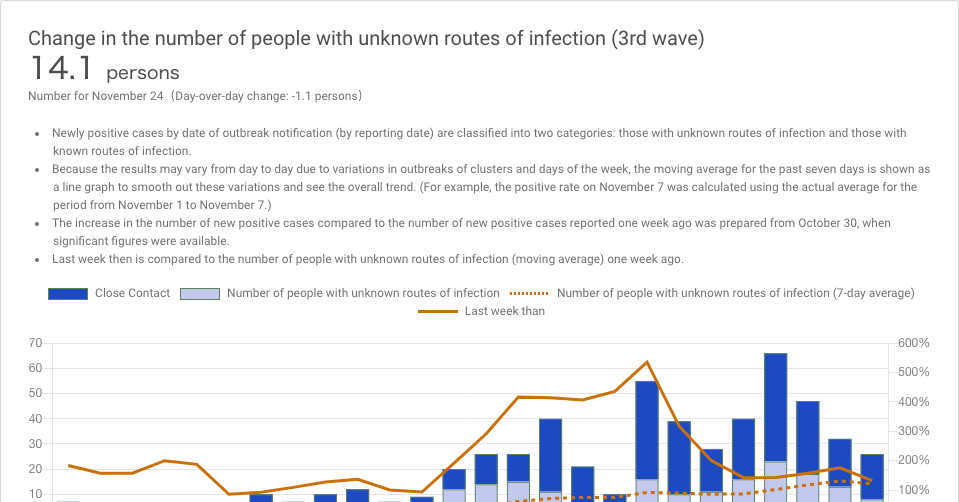 Change in the number of people with unknown routes of infection (3rd wave)
14.1 persons
Number for November 24 (Day-over-day change: -1.1 persons)
• Newly positive cases by date of outbreak notification (by reporting date) are classified into two categories: those with unknown routes of infection and those with
known routes of infection.
• Because the results may vary from day to day due to variations in outbreaks of clusters and days of the week, the moving average for the past seven days is shown as
a line graph to smooth out these variations and see the overall trend. (For example, the positive rate on November 7 was calculated using the actual average for the
period from November 1 to November 7.)
• The increase in the number of new positive cases compared to the number of new positive cases reported one week ago was prepared from October 30, when
significant figures were available.
• Last week then is compared to the number of people with unknown routes of infection (moving average) one week ago.
Close Contact Number of people with unknown routes of infection Number of people with unknown routes of infection (7-day average)
Last week than
70 600%
60 500%
50 400%
40 300%
30 200%
20 100%
10